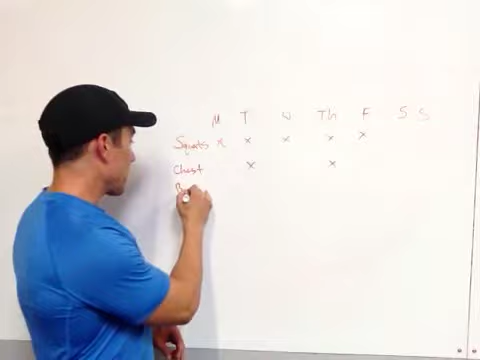 M T W Th F S S
Squats x x x x x
Chest x x
B